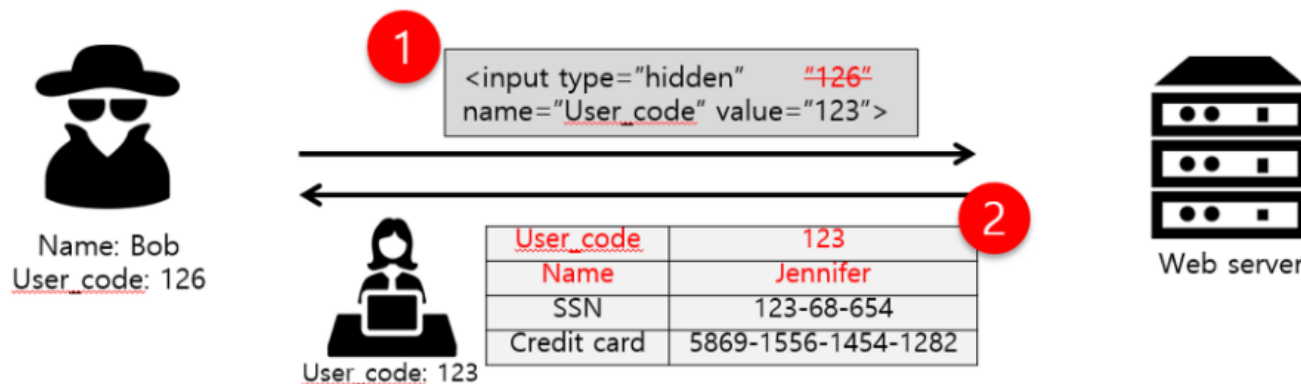 1
<input type="hidden" "126"
name="User_code" value="123">
Name: Bob
User_code: 126
User_code: 123
2
User_code 123
Name Jennifer
SSN 123-68-654
Credit card 5869-1556-1454-1282
Web server